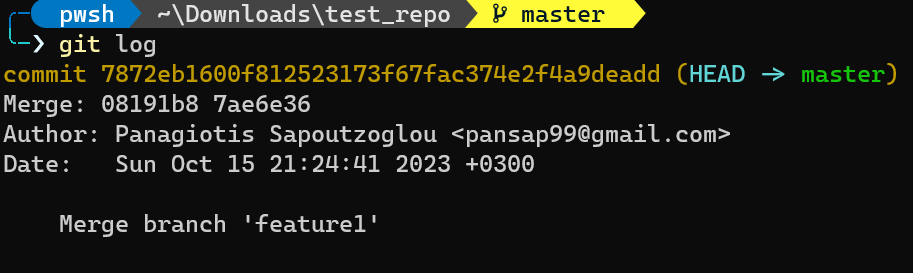 pwsh ~\Downloads\test_repo master
❯ git log
commit 7872eb1600f812523173f67fac374e2f4a9deadd (HEAD -> master)
Merge: 08191b8 7ae6e36
Author: Panagiotis Sapoutzoglou <pansap99@gmail.com>
Date:   Sun Oct 15 21:24:41 2023 +0300
Merge branch 'feature1'